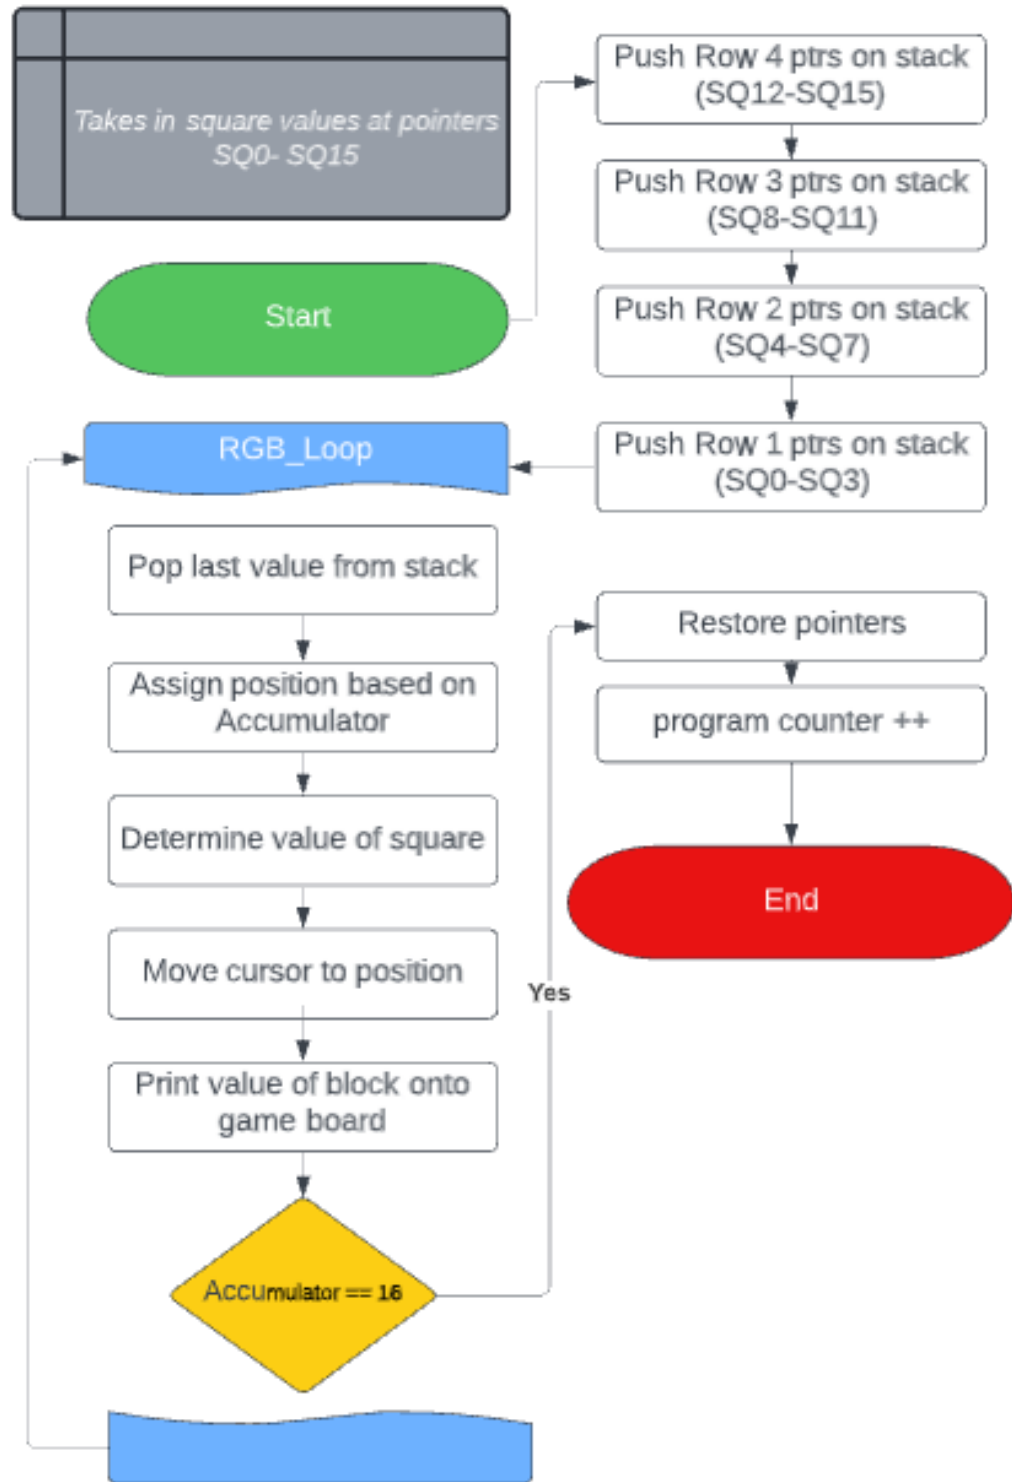 Takes in square values at pointers
SQ0- SQ15
Start
Push Row 4 ptrs on stack
(SQ12-SQ15)
Push Row 3 ptrs on stack
(SQ8-SQ11)
Push Row 2 ptrs on stack
(SQ4-SQ7)
Push Row 1 ptrs on stack
(SQ0-SQ3)
RGB_Loop
Pop last value from stack
Assign position based on
Accumulator
Determine value of square
Move cursor to position
Print value of block onto
game board
Accumulator == 16
Yes
Restore pointers
program counter ++
End